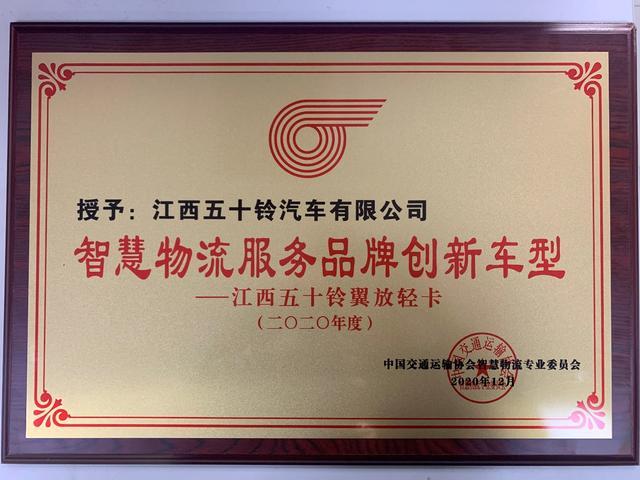 授予：江西五十铃汽车有限公司
智慧物流服务品牌创新车型
——江西五十铃翼放轻卡
（二〇二〇年度）
中国交通运输协会智慧物流专业委员会
2020年12月